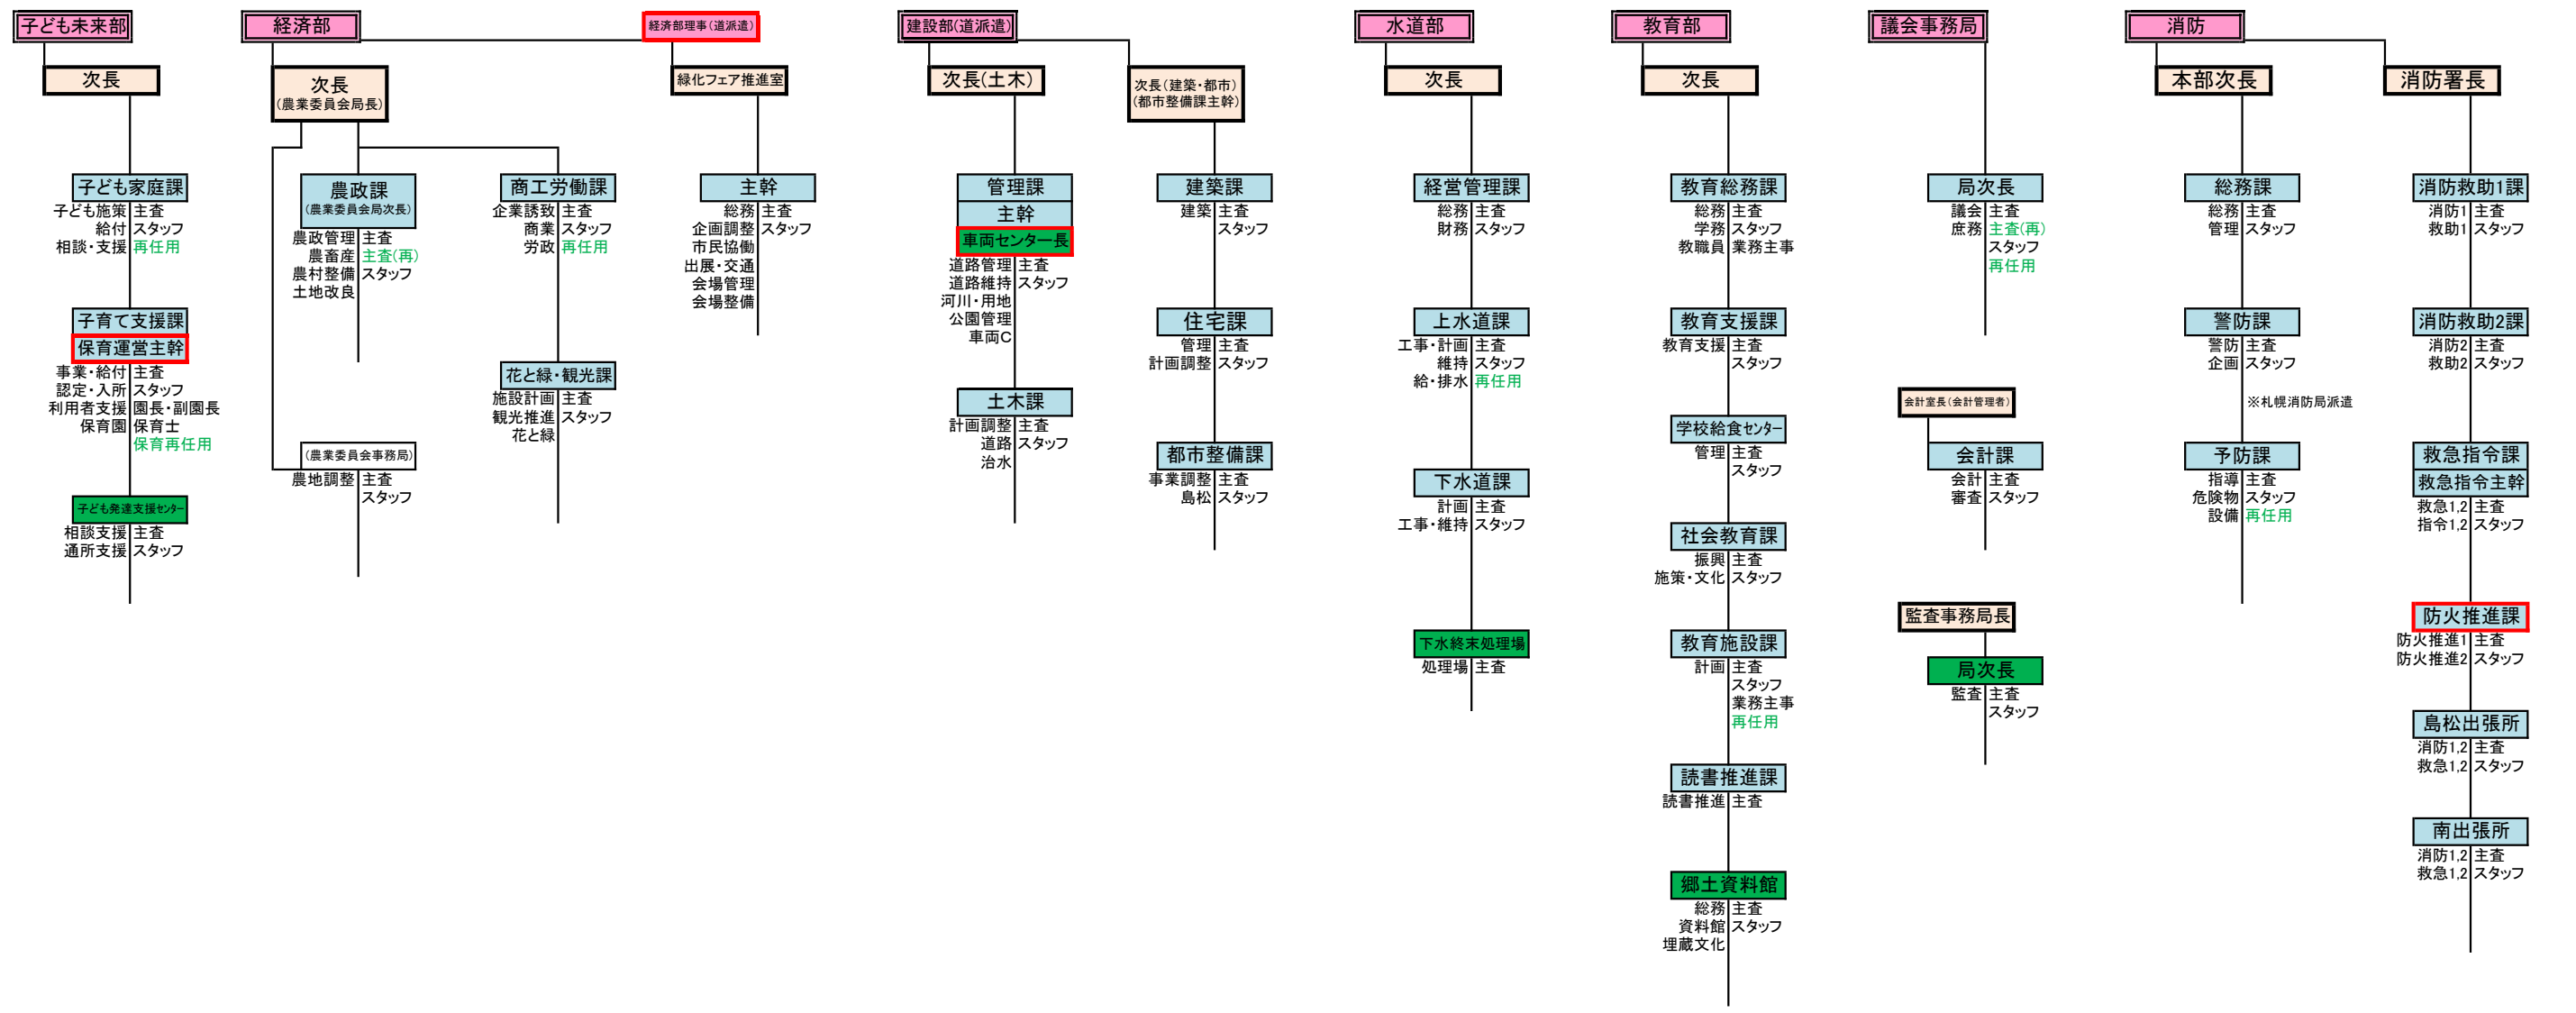 子ども未来部
次長
子ども家庭課
子ども施策 主査
給付 スタッフ
相談・支援 再任用
子育て支援課
保育運営主幹
事業・給付 主査
認定・入所 スタッフ
利用者支援 園長・副園長
保育園 保育士
保育再任用
子ども発達支援センター
相談支援 主査
通所支援 スタッフ
経済部
次長
(農業委員会局長)
農政課
(農業委員会局次長)
農政管理 主査
農畜産 主査(再)
農村整備 スタッフ
土地改良
(農業委員会事務局)
農地調整 主査
スタッフ
商工労働課
企業誘致 主査
商業 スタッフ
労政 再任用
花と緑・観光課
施設計画 主査
観光推進 スタッフ
花と緑
経済部理事(道派遣)
緑化フェア推進室
主幹
総務 主査
企画調整 スタッフ
市民協働
出展・交通
会場管理
会場整備
建設部(道派遣)
次長(土木)
管理課
主幹
車両センター長
道路管理 主査
道路維持 スタッフ
河川・用地
公園管理
車両C
土木課
計画調整 主査
道路 スタッフ
治水
次長(建築・都市)
(都市整備課主幹)
建築課
建築 主査
スタッフ
住宅課
管理 主査
計画調整 スタッフ
都市整備課
事業調整 主査
島松 スタッフ
水道部
次長
経営管理課
総務 主査
財務 スタッフ
上水道課
工事・計画 主査
維持 スタッフ
給・排水 再任用
下水道課
計画 主査
工事・維持 スタッフ
下水終末処理場
処理場 主査
教育部
次長
教育総務課
総務 主査
学務 スタッフ
教職員 業務主事
教育支援課
教育支援 主査
スタッフ
学校給食センター
管理 主査
スタッフ
社会教育課
振興 主査
施策・文化 スタッフ
教育施設課
計画 主査
スタッフ
業務主事
再任用
読書推進課
読書推進 主査
郷土資料館
総務 主査
資料館 スタッフ
埋蔵文化
議会事務局
局次長
議会 主査
庶務 主査(再)
スタッフ
再任用
会計室長(会計管理者)
会計課
会計 主査
審査 スタッフ
監査事務局長
局次長
監査 主査
スタッフ
消防
本部次長
総務課
総務 主査
管理 スタッフ
警防課
警防 主査
企画 スタッフ
※札幌消防局派遣
予防課
指導 主査
危険物 スタッフ
設備 再任用
消防署長
消防救助1課
消防1 主査
救助1 スタッフ
消防救助2課
消防2 主査
救助2 スタッフ
救急指令課
救急指令主幹
救急1,2 主査
指令1,2 スタッフ
防火推進課
防火推進1 主査
防火推進2 スタッフ
島松出張所
消防1,2 主査
救急1,2 スタッフ
南出張所
消防1,2 主査
救急1,2 スタッフ